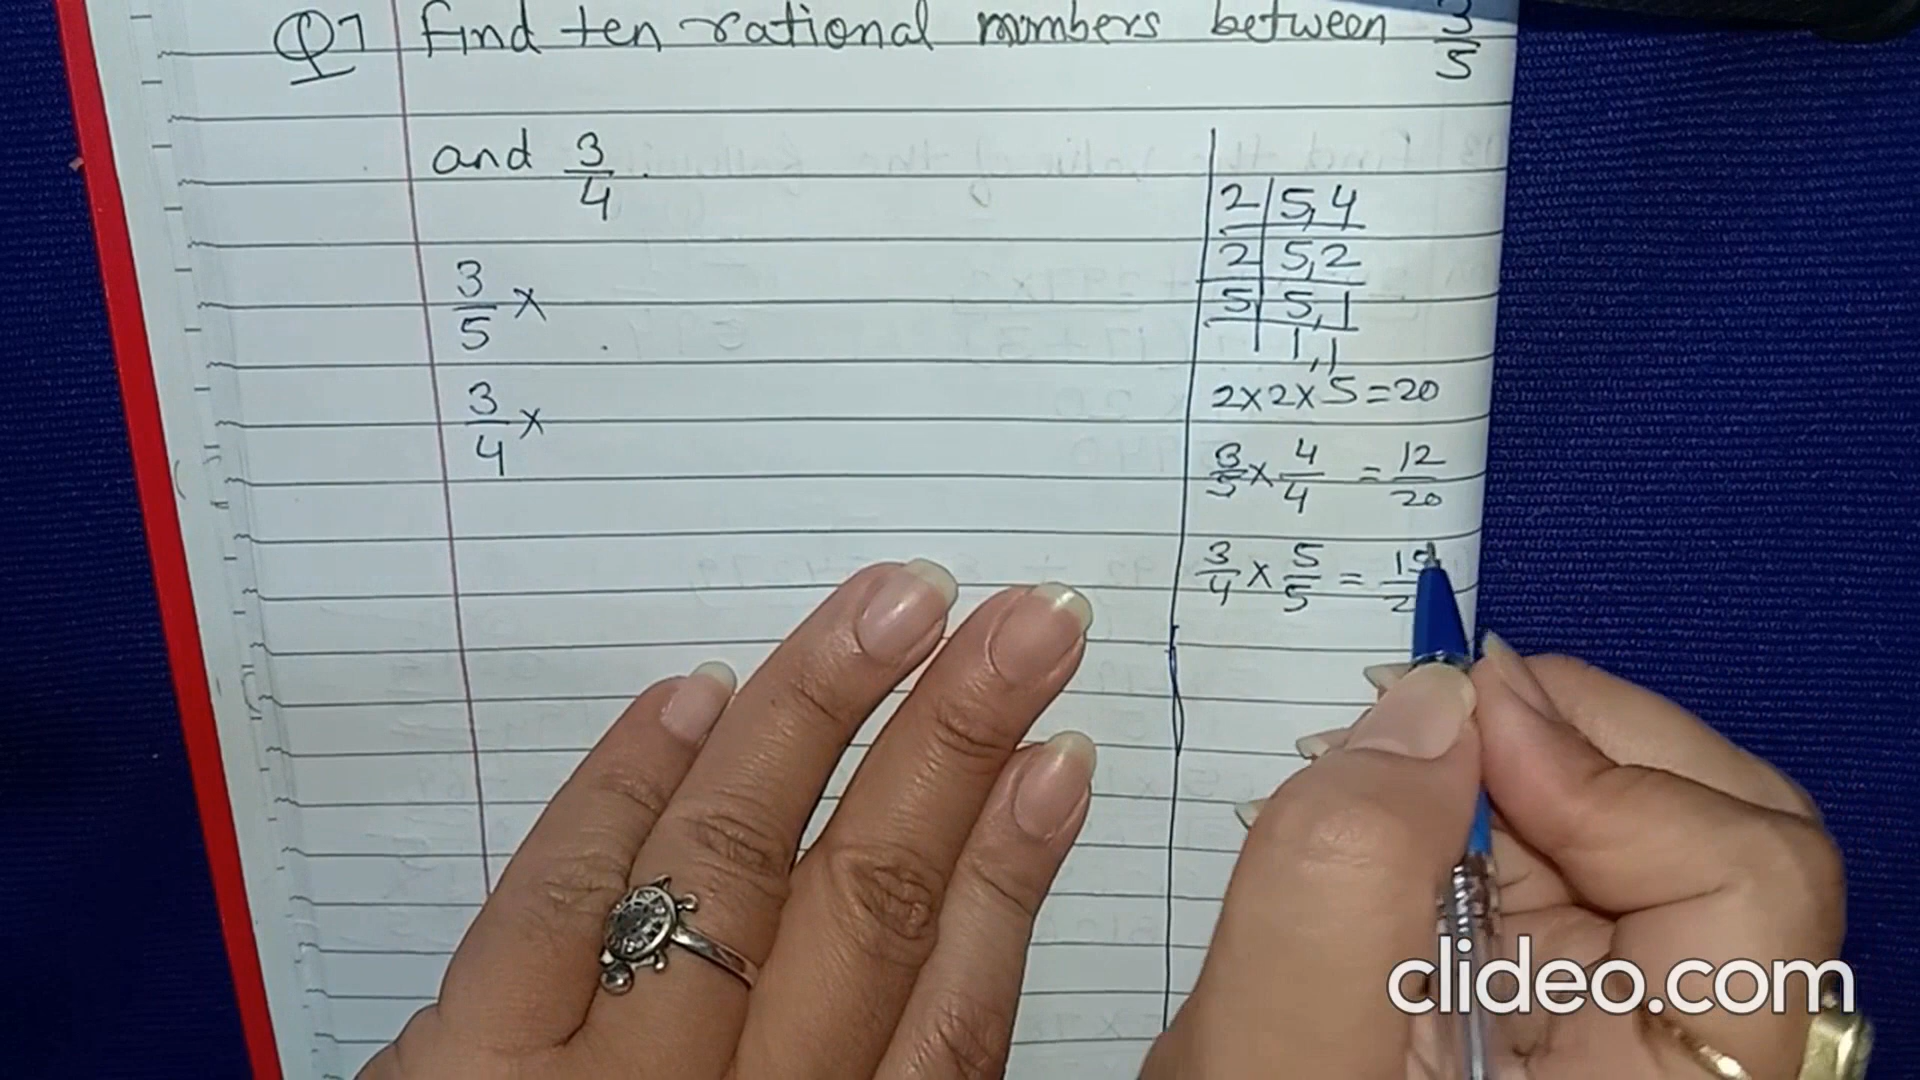 Q7 Find ten rational numbers between 3/5
and 3/4.
3/5 ×
3/4 ×
2 | 5, 4
2 | 5, 2
5 | 5, 1
1, 1
2×2×5=20
3/5 × 4/4 = 12/20
3/4 × 5/5 =
clideo.com